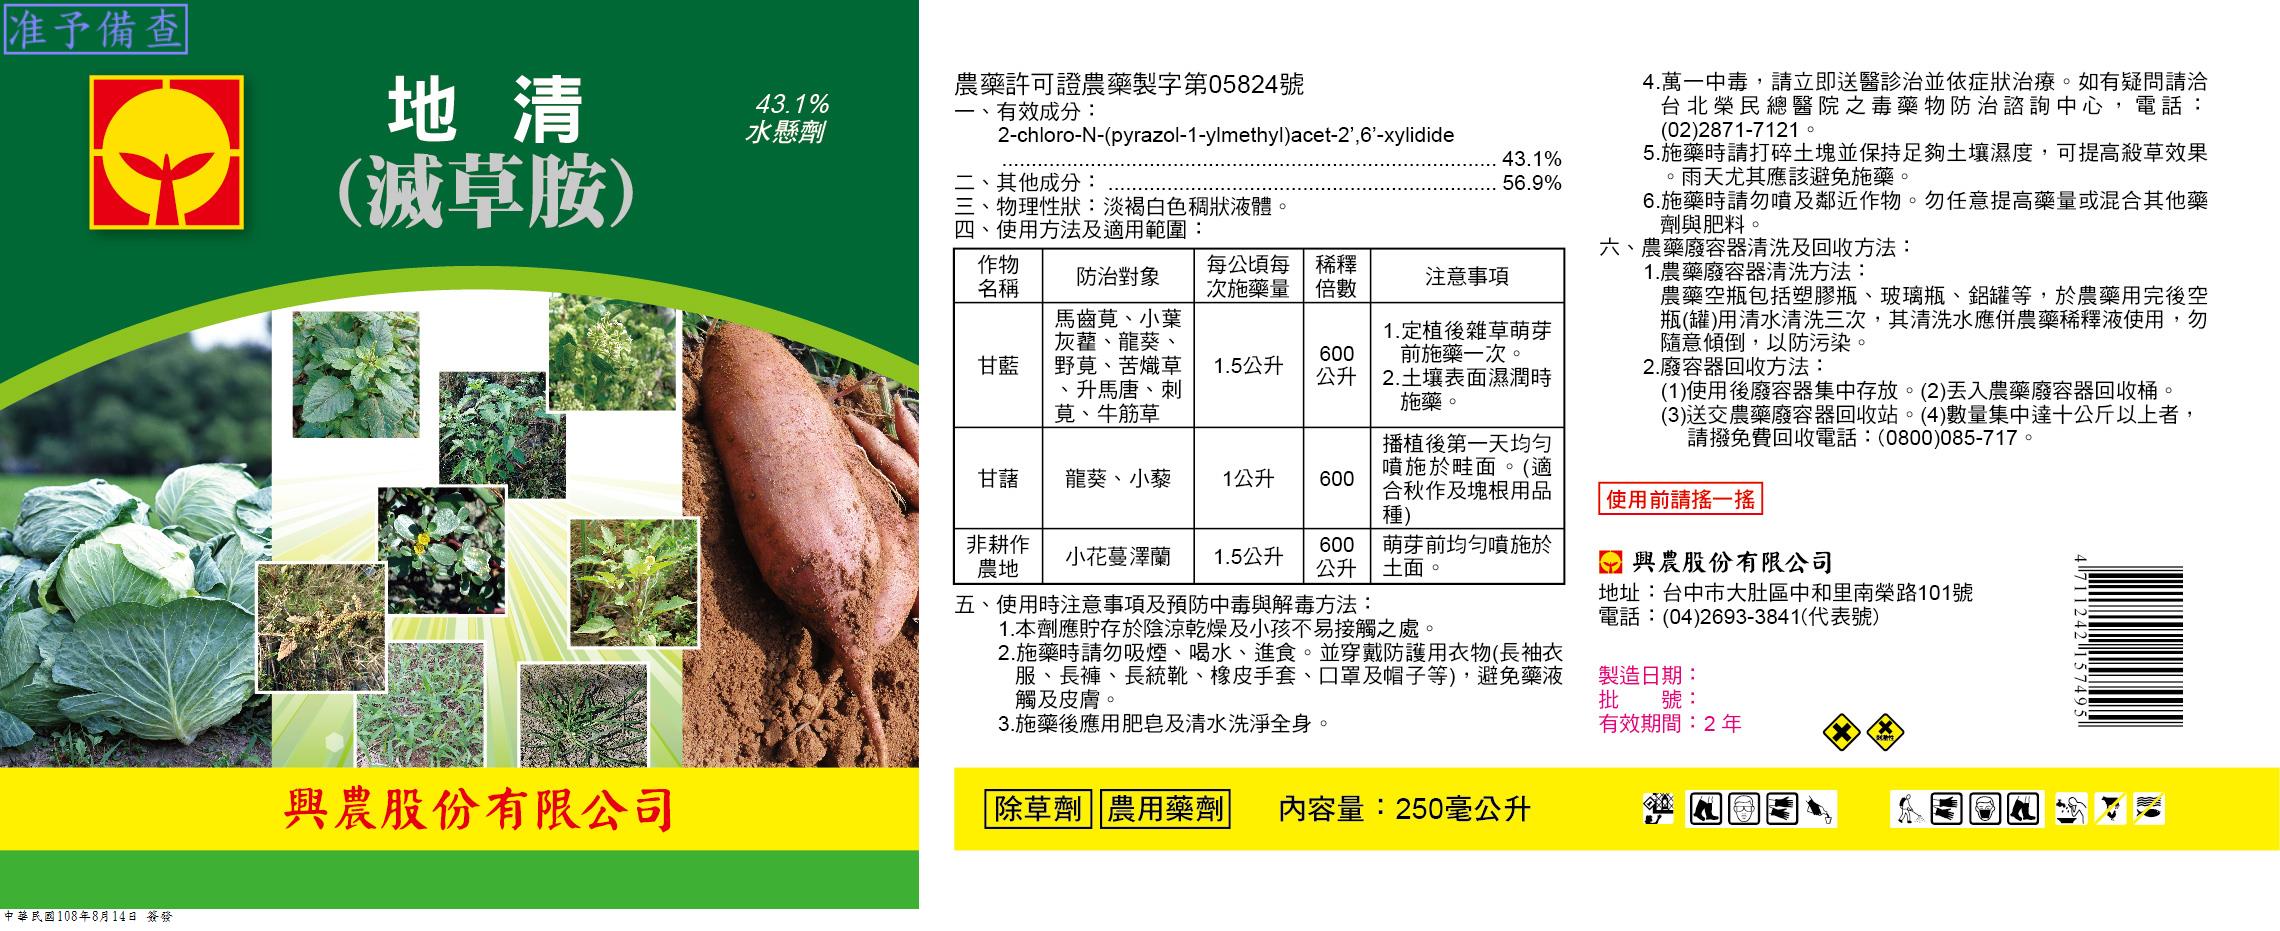 准予備查
地 清
(滅草胺)
43.1%
水懸劑
興農股份有限公司
中華民國108年8月14日 簽發
農藥許可證農藥製字第05824號
一、有效成分：
2-chloro-N-(pyrazol-1-ylmethyl)acet-2’,6’-xylidide
................................................................................... 43.1%
二、其他成分： ................................................................. 56.9%
三、物理性狀：淡褐白色稠狀液體。
四、使用方法及適用範圍：
作物名稱 防治對象 每公頃每次施藥量 稀釋倍數 注意事項
甘藍 馬齒莧、小葉灰藋、龍葵、野莧、苦熾草、升馬唐、刺莧、牛筋草 1.5公升 600公升 1.定植後雜草萌芽前施藥一次。 2.土壤表面濕潤時施藥。
甘藷 龍葵、小藜 1公升 600 播植後第一天均勻噴施於畦面。(適合秋作及塊根用品種)
非耕作農地 小花蔓澤蘭 1.5公升 600公升 萌芽前均勻噴施於土面。
五、使用時注意事項及預防中毒與解毒方法：
1.本劑應貯存於陰涼乾燥及小孩不易接觸之處。
2.施藥時請勿吸煙、喝水、進食。並穿戴防護用衣物(長袖衣
服、長褲、長統靴、橡皮手套、口罩及帽子等)，避免藥液
觸及皮膚。
3.施藥後應用肥皂及清水洗淨全身。
4.萬一中毒，請立即送醫診治並依症狀治療。如有疑問請洽
台北榮民總醫院之毒藥物防治諮詢中心，電話：
(02)2871-7121。
5.施藥時請打碎土塊並保持足夠土壤濕度，可提高殺草效果
。雨天尤其應該避免施藥。
6.施藥時請勿噴及鄰近作物。勿任意提高藥量或混合其他藥
劑與肥料。
六、農藥廢容器清洗及回收方法：
1.農藥廢容器清洗方法：
農藥空瓶包括塑膠瓶、玻璃瓶、鋁罐等，於農藥用完後空
瓶(罐)用清水清洗三次，其清洗水應併農藥稀釋液使用，勿
隨意傾倒，以防污染。
2.廢容器回收方法：
(1)使用後廢容器集中存放。(2)丟入農藥廢容器回收桶。
(3)送交農藥廢容器回收站。(4)數量集中達十公斤以上者，
請撥免費回收電話：(0800)085-717。
使用前請搖一搖
興農股份有限公司
地址：台中市大肚區中和里南榮路101號
電話：(04)2693-3841(代表號)
製造日期：
批　　號：
有效期間：2 年
4711242157495
除草劑 農用藥劑 內容量：250毫公升